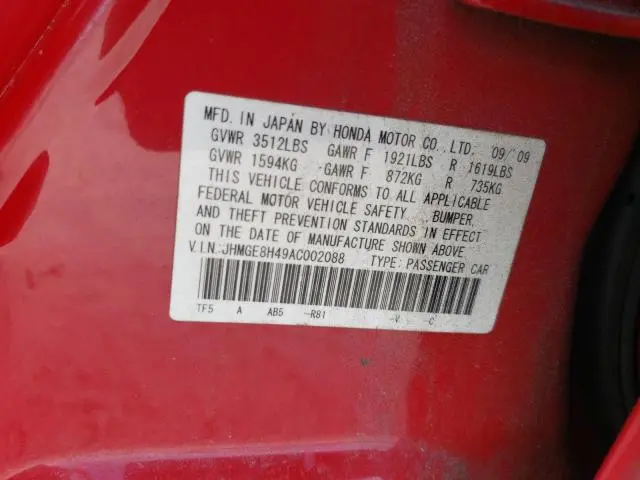 MFD. IN JAPAN BY HONDA MOTOR CO., LTD. 09/09
GVWR 3512LBS GAWR F 1921LBS R 1619LBS
GVWR 1594KG GAWR F 872KG R 735KG
THIS VEHICLE CONFORMS TO ALL APPLICABLE
FEDERAL MOTOR VEHICLE SAFETY, BUMPER,
AND THEFT PREVENTION STANDARDS IN EFFECT
ON THE DATE OF MANUFACTURE SHOWN ABOVE
V.I.N.:JHMGE8H49AC002088 TYPE: PASSENGER CAR
TF5 A AB5 -R81 -V -C